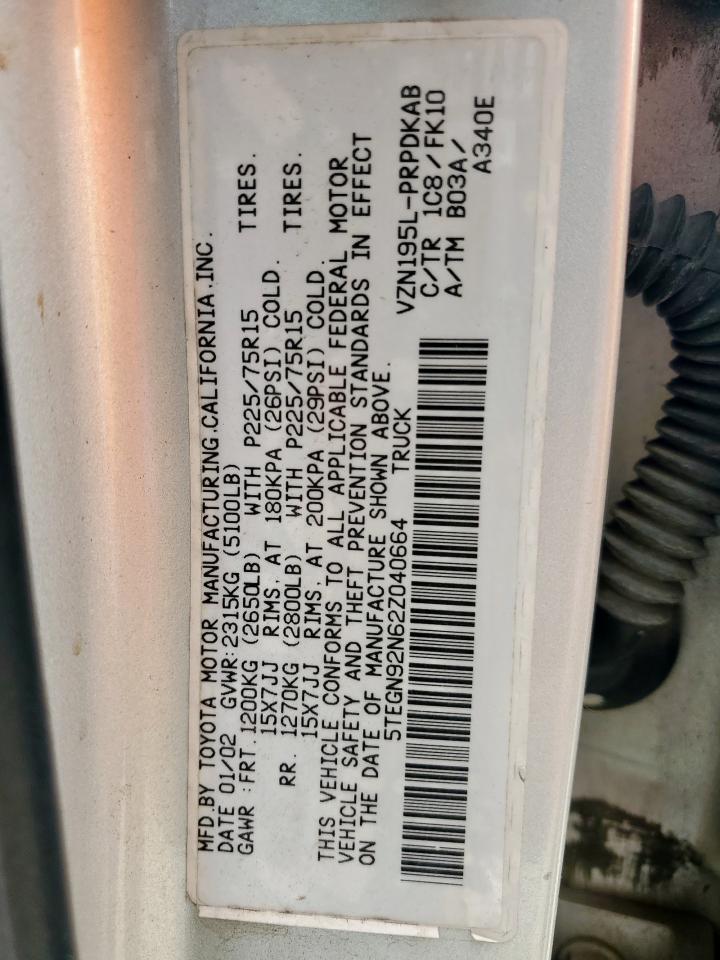 MFD.BY TOYOTA MOTOR MANUFACTURING.CALIFORNIA.INC.
DATE 01/02 GVWR:2315KG (5100LB)
GAWR :FRT.1200KG (2650LB) WITH P225/75R15 TIRES.
15X7JJ RIMS, AT 180KPA (26PSI) COLD.
RR. 1270KG (2800LB) WITH P225/75R15 TIRES.
15X7JJ RIMS, AT 200KPA (29PSI) COLD.
THIS VEHICLE CONFORMS TO ALL APPLICABLE FEDERAL MOTOR
VEHICLE SAFETY AND THEFT PREVENTION STANDARDS IN EFFECT
ON THE DATE OF MANUFACTURE SHOWN ABOVE.
5TEGN92N62Z040664 TRUCK
VZN195L-PRPDKAB
C/TR 1C8/FK10
A/TM B03A/
A340E